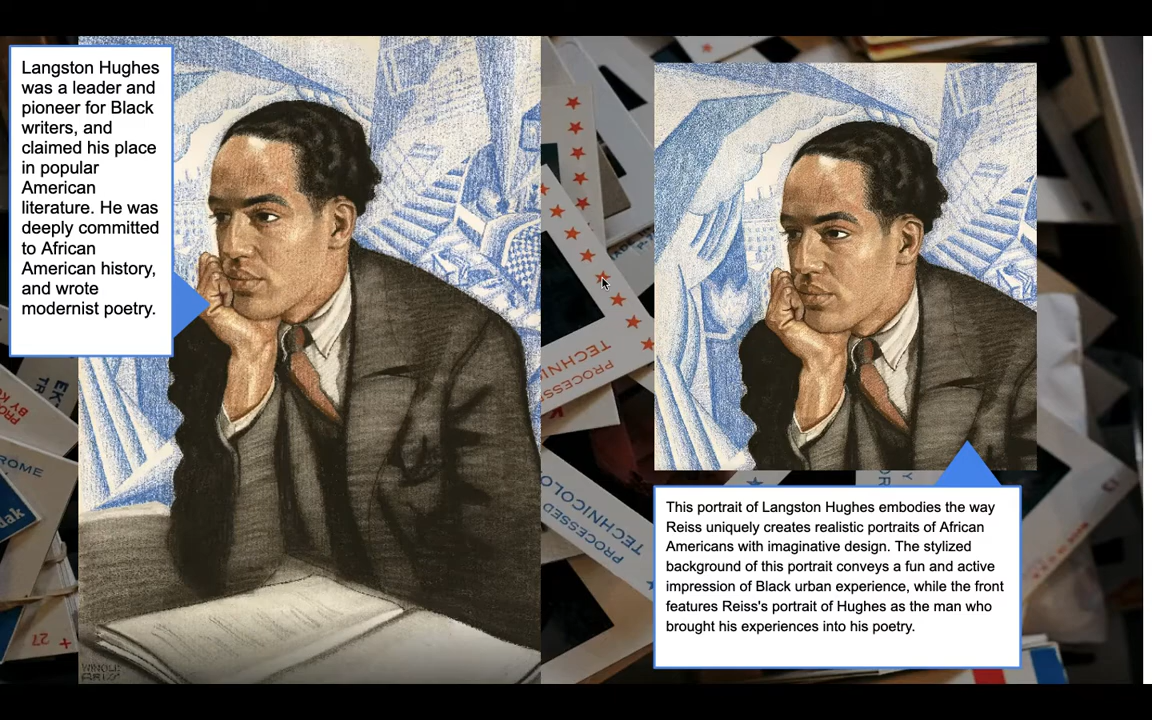 Langston Hughes
was a leader and
pioneer for Black
writers, and
claimed his place
in popular
American
literature. He was
deeply committed
to African
American history,
and wrote
modernist poetry.
PROCESSED
TECHNICOLOR
PROCESSED
TECHNICOLO
27
WINOLD
REISS
This portrait of Langston Hughes embodies the way
Reiss uniquely creates realistic portraits of African
Americans with imaginative design. The stylized
background of this portrait conveys a fun and active
impression of Black urban experience, while the front
features Reiss's portrait of Hughes as the man who
brought his experiences into his poetry.